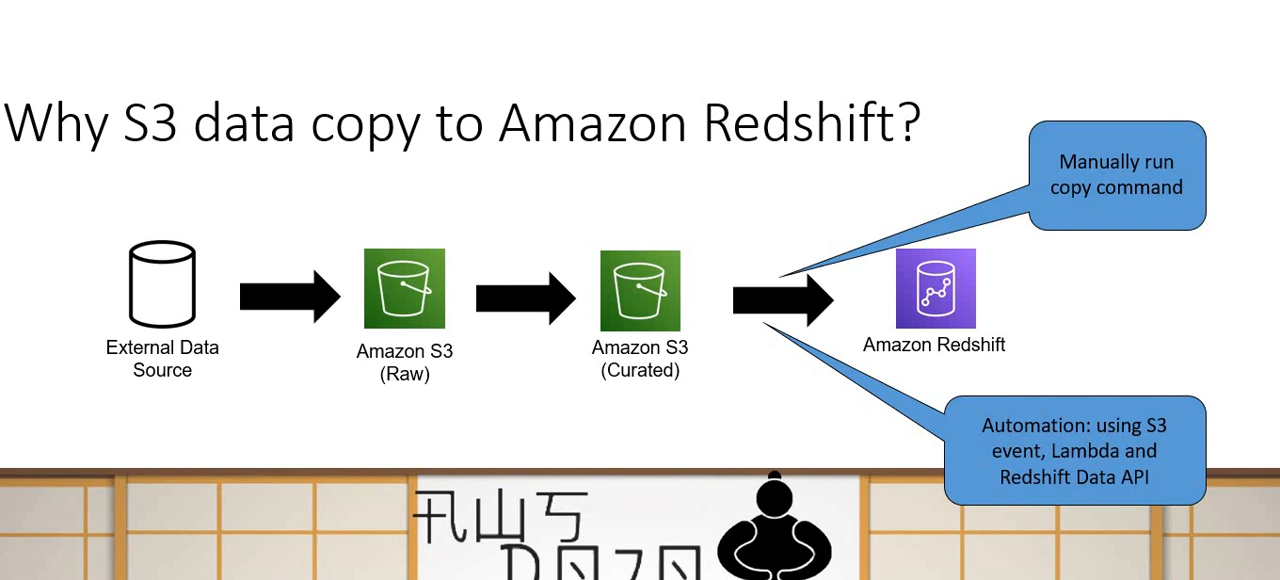 Why S3 data copy to Amazon Redshift?
Manually run
copy command
External Data
Source
Amazon S3
(Raw)
Amazon S3
(Curated)
Amazon Redshift
Automation: using S3
event, Lambda and
Redshift Data API